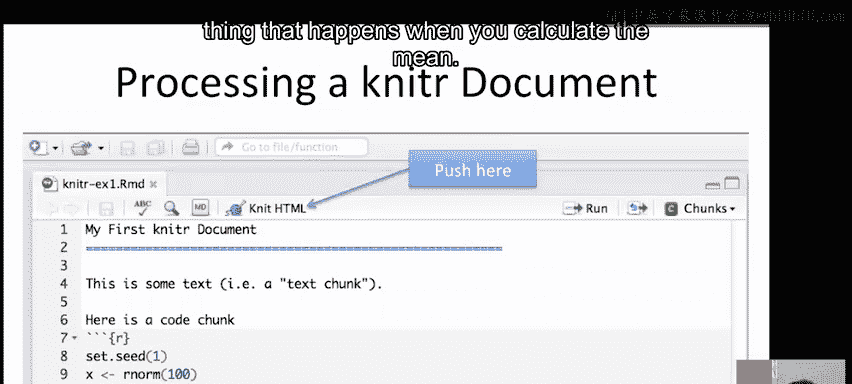 thing that happens when you calculate the
mean.
Processing a knitr Document
Go to file/function
Push here
knitr-ex1.Rmd
ABC
MD
Knit HTML
Run
C Chunks
1 My First knitr Document
2 =========================================================
3
4 This is some text (i.e. a "text chunk").
5
6 Here is a code chunk
7 ```{r}
8 set.seed(1)
9 x <- rnorm(100)